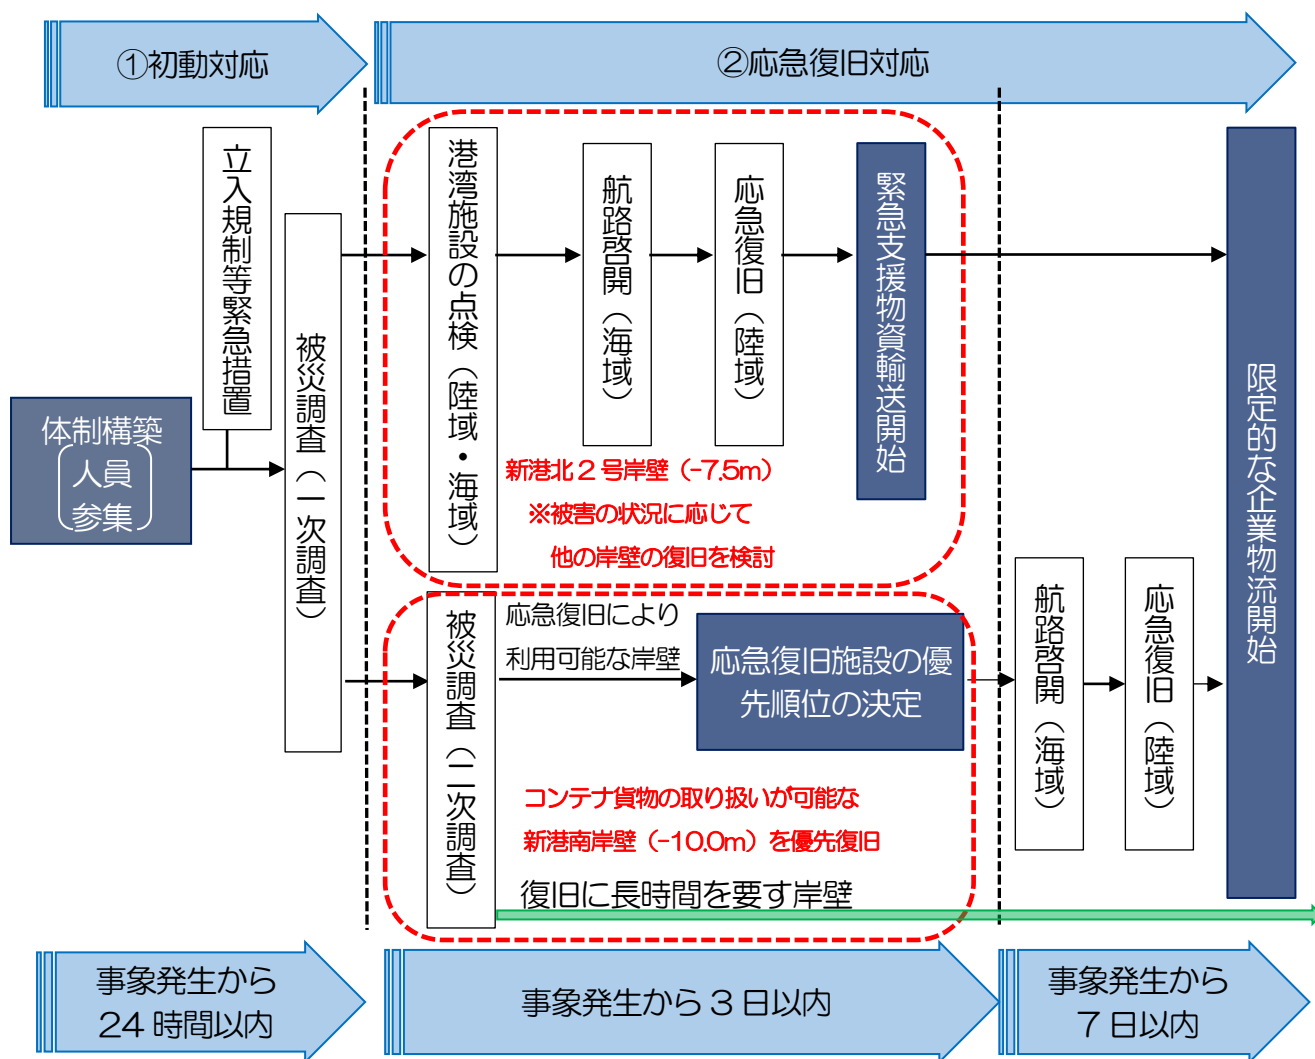 ①初動対応
②応急復旧対応
体制構築
人員
参集
立入規制等緊急措置
被災調査（一次調査）
港湾施設の点検（陸域・海域）
航路啓開（海域）
応急復旧（陸域）
緊急支援物資輸送開始
新港北２号岸壁（-7.5m）
※被害の状況に応じて
他の岸壁の復旧を検討
被災調査（二次調査）
応急復旧により
利用可能な岸壁
応急復旧施設の優
先順位の決定
コンテナ貨物の取り扱いが可能な
新港南岸壁（-10.0m）を優先復旧
復旧に長時間を要す岸壁
航路啓開（海域）
応急復旧（陸域）
限定的な企業物流開始
事象発生から
24 時間以内
事象発生から 3 日以内
事象発生から
7 日以内